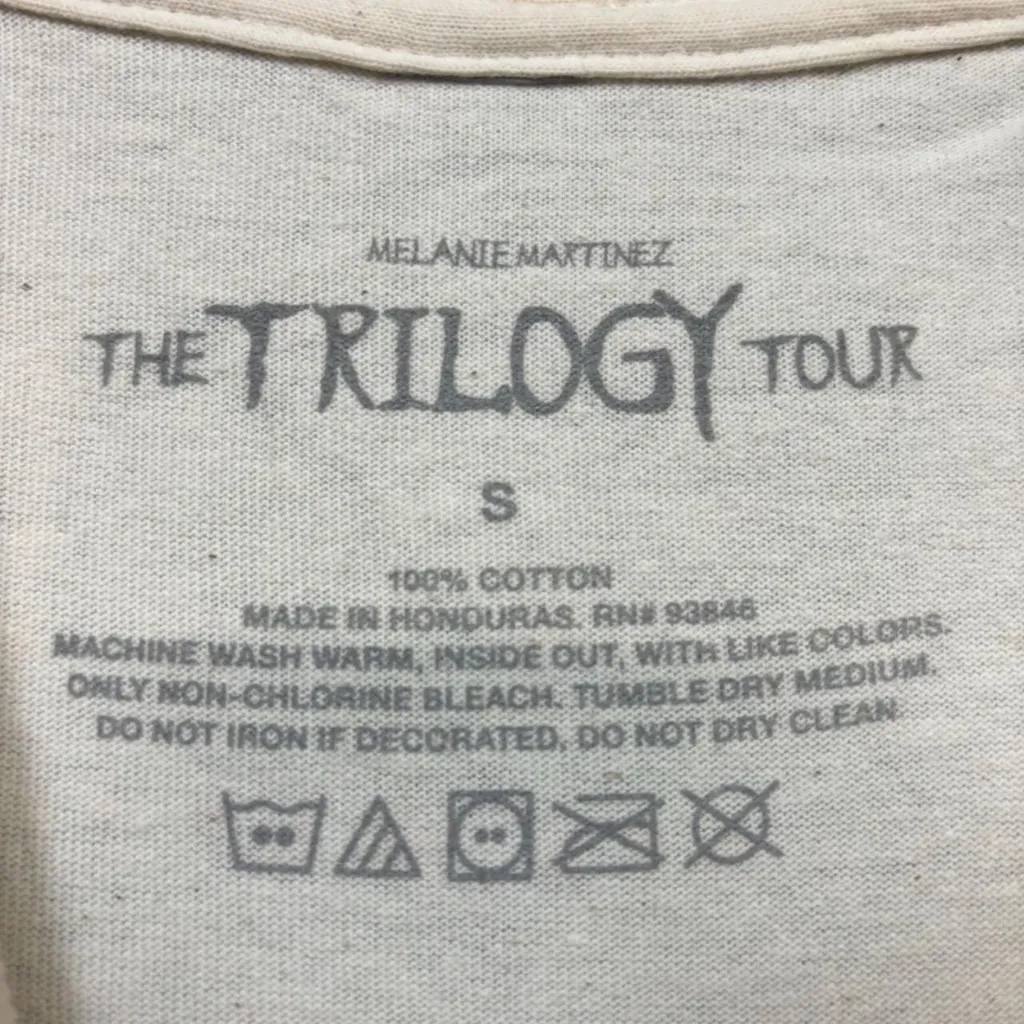 MELANIE MARTINEZ
THE TRILOGY TOUR
S
100% COTTON
MADE IN HONDURAS. RN# 93846
MACHINE WASH WARM, INSIDE OUT, WITH LIKE COLORS.
ONLY NON-CHLORINE BLEACH. TUMBLE DRY MEDIUM.
DO NOT IRON IF DECORATED. DO NOT DRY CLEAN